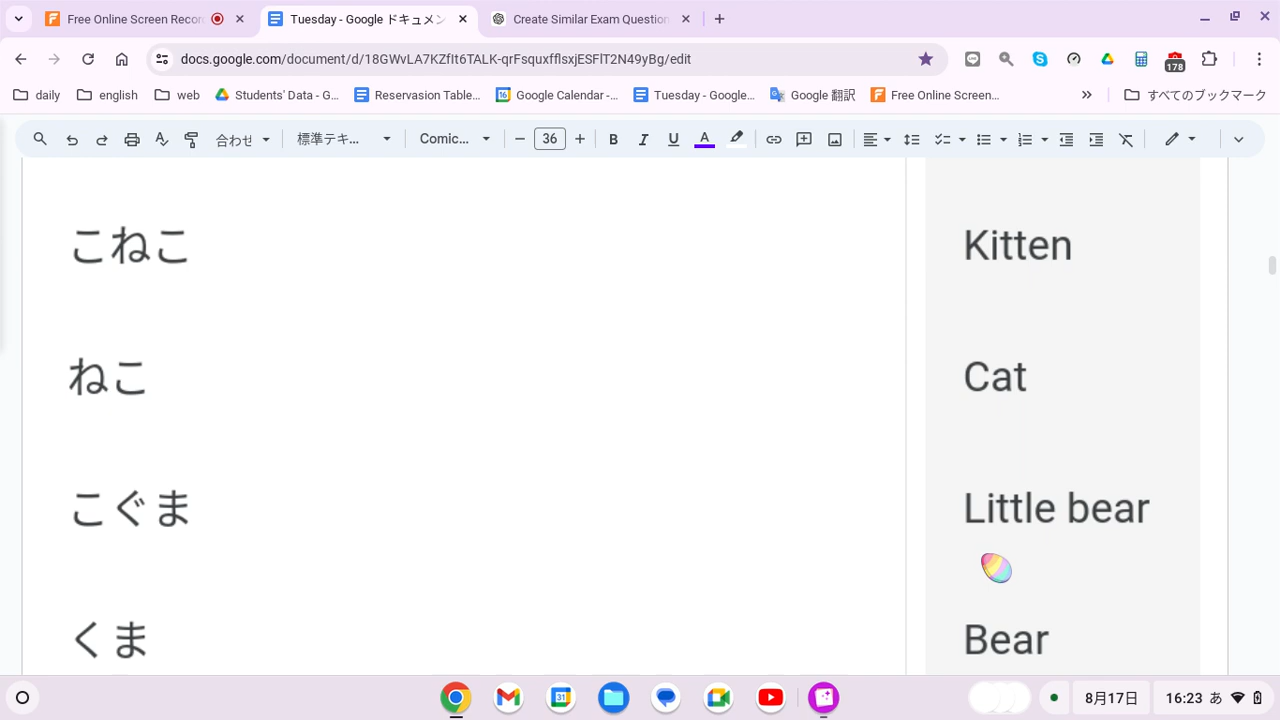 Free Online Screen Recor
Tuesday - Google ドキュメン
Create Similar Exam Question
docs.google.com/document/d/18GWvLA7KZfIt6TALK-qrFsquxfflsxjESFlT2N49yBg/edit
178
daily
english
web
Students' Data - G...
Reservasion Table...
Google Calendar -...
Tuesday - Google...
Google 翻訳
Free Online Screen...
すべてのブックマーク
合わせ
標準テキ...
Comic...
36
B
I
U
A
こねこ
Kitten
ねこ
Cat
こぐま
Little bear
くま
Bear
8月17日
16:23
あ